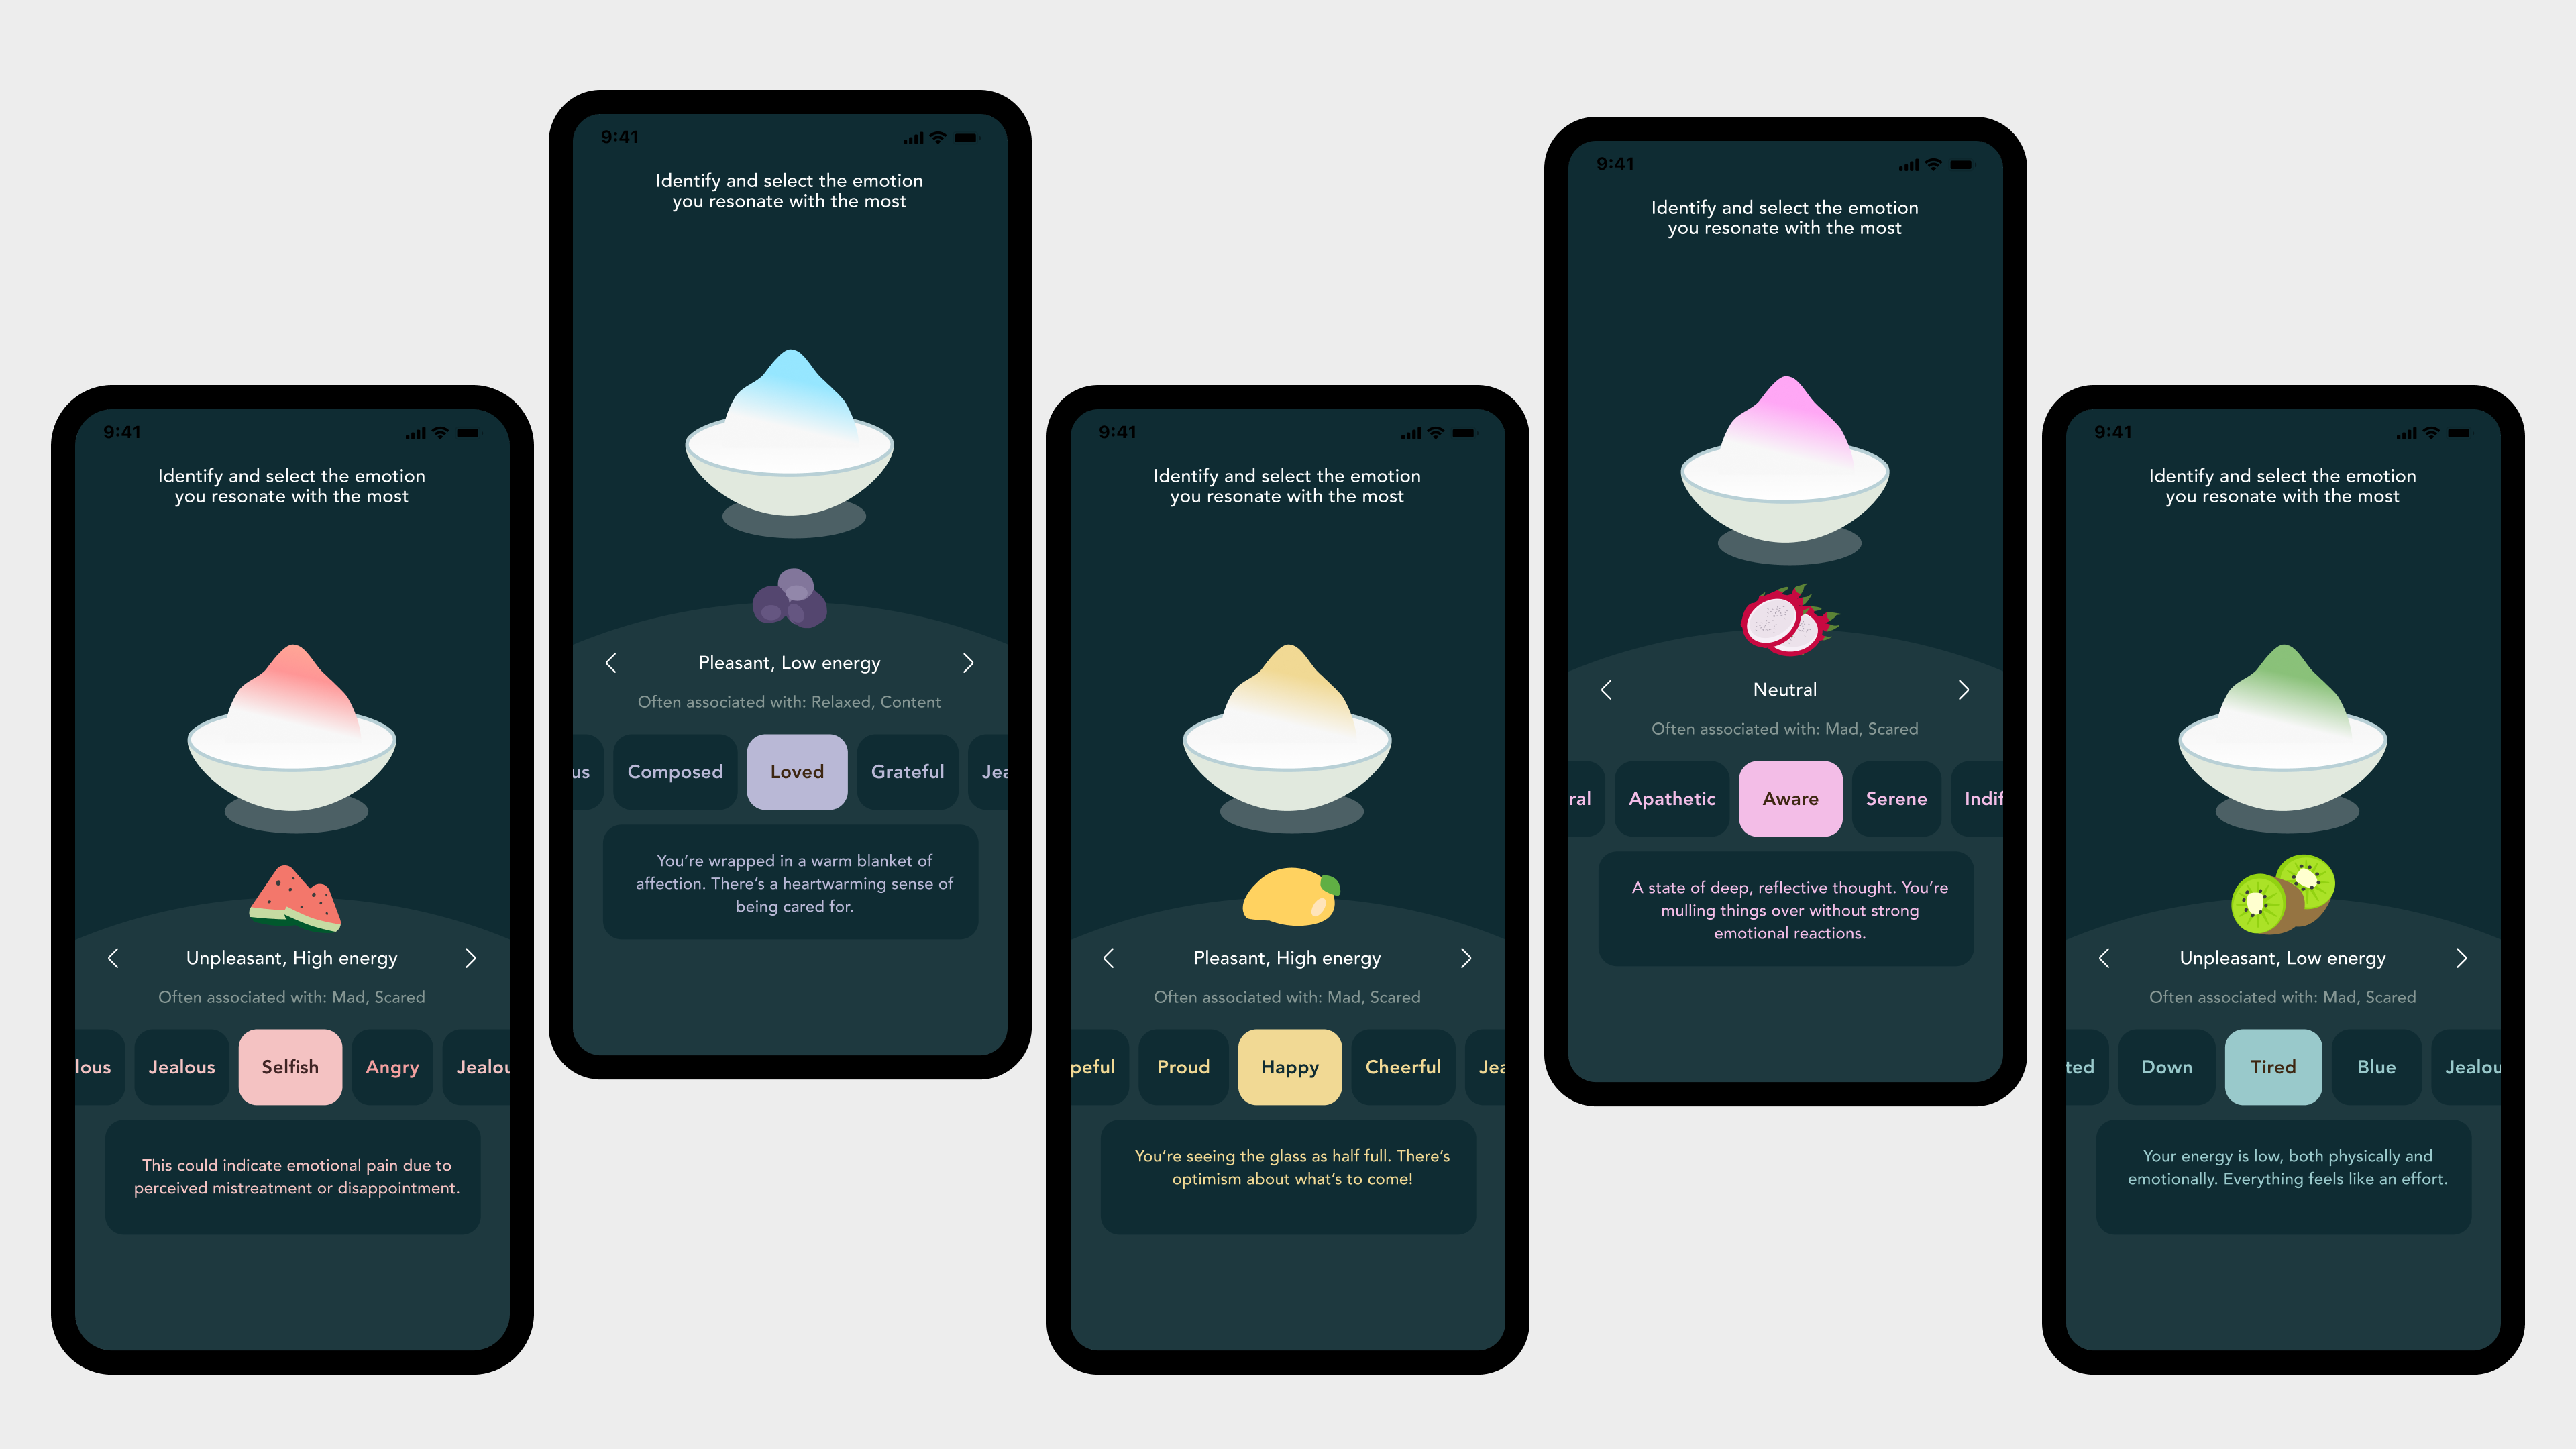 9:41
Identify and select the emotion
you resonate with the most
Unpleasant, High energy
Often associated with: Mad, Scared
lous Jealous Selfish Angry Jealou
This could indicate emotional pain due to
perceived mistreatment or disappointment.
9:41
Identify and select the emotion
you resonate with the most
Pleasant, Low energy
Often associated with: Relaxed, Content
us Composed Loved Grateful Jea
You’re wrapped in a warm blanket of
affection. There’s a heartwarming sense of
being cared for.
9:41
Identify and select the emotion
you resonate with the most
Pleasant, High energy
Often associated with: Mad, Scared
peful Proud Happy Cheerful Jea
You’re seeing the glass as half full. There’s
optimism about what’s to come!
9:41
Identify and select the emotion
you resonate with the most
Neutral
Often associated with: Mad, Scared
ral Apathetic Aware Serene Indif
A state of deep, reflective thought. You’re
mulling things over without strong
emotional reactions.
9:41
Identify and select the emotion
you resonate with the most
Unpleasant, Low energy
Often associated with: Mad, Scared
ted Down Tired Blue Jealou
Your energy is low, both physically and
emotionally. Everything feels like an effort.